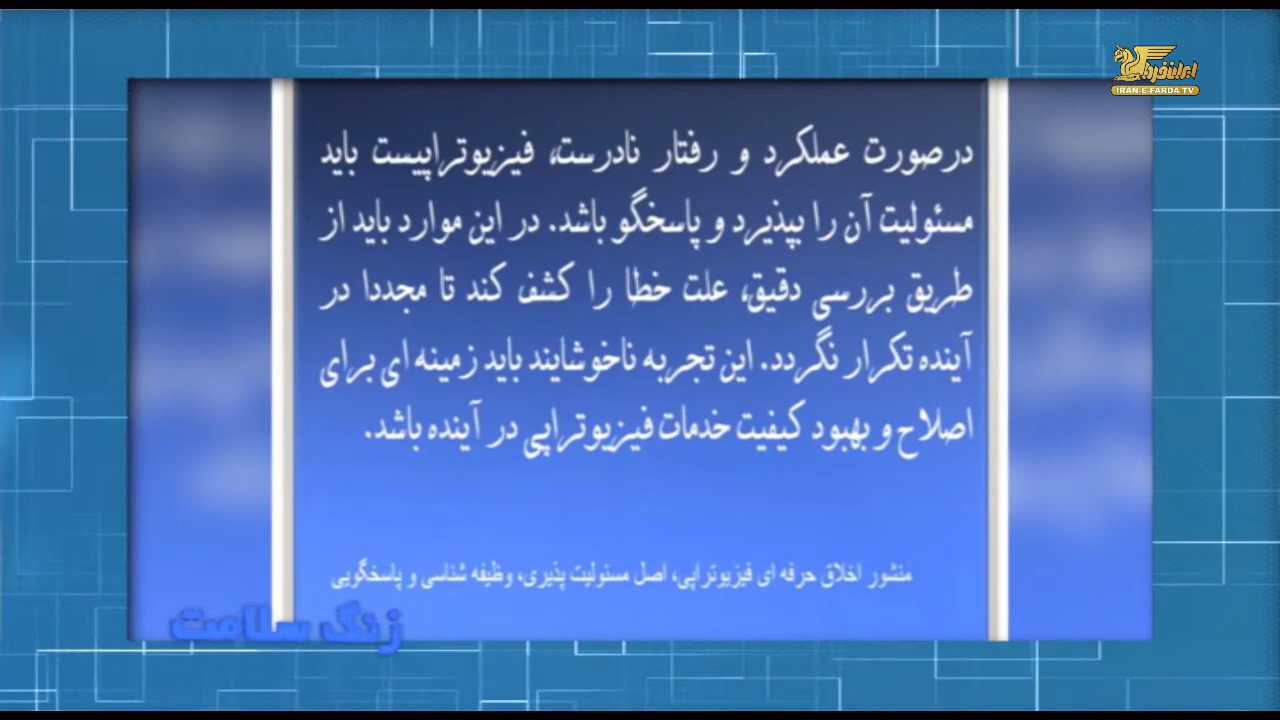 ایران فردا
IRAN-E-FARDA TV
درصورت عملکرد و رفتار نادرست، فیزیوتراپیست باید
مسئولیت آن را بپذیرد و پاسخگو باشد. در این موارد باید از
طریق بررسی دقیق، علت خطا را کشف کند تا مجددا در
آینده تکرار نگردد. این تجربه ناخوشایند باید زمینه ای برای
اصلاح و بهبود کیفیت خدمات فیزیوتراپی در آینده باشد.
منشور اخلاق حرفه ای فیزیوتراپی، اصل مسئولیت پذیری، وظیفه شناسی و پاسخگویی
زنگ سلامت